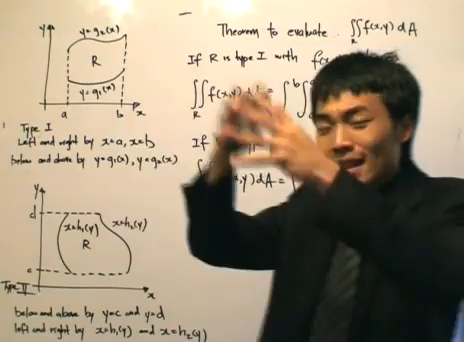 y
y=g₂(x)
R
y=g₁(x)
a
b
x
Type I
Left and right by x=a, x=b
below and above by y=g₁(x), y=g₂(x)
y
d
x=h₁(y)
x=h₂(y)
R
c
x
Type II
below and above by y=c and y=d
left and right by x=h₁(y) and x=h₂(y)
Theorem to evaluate ∬ f(x,y) dA
R
If R is type I with f(x
∬ f(x,y) = ∫ b ∫
R
If
x,y) dA =